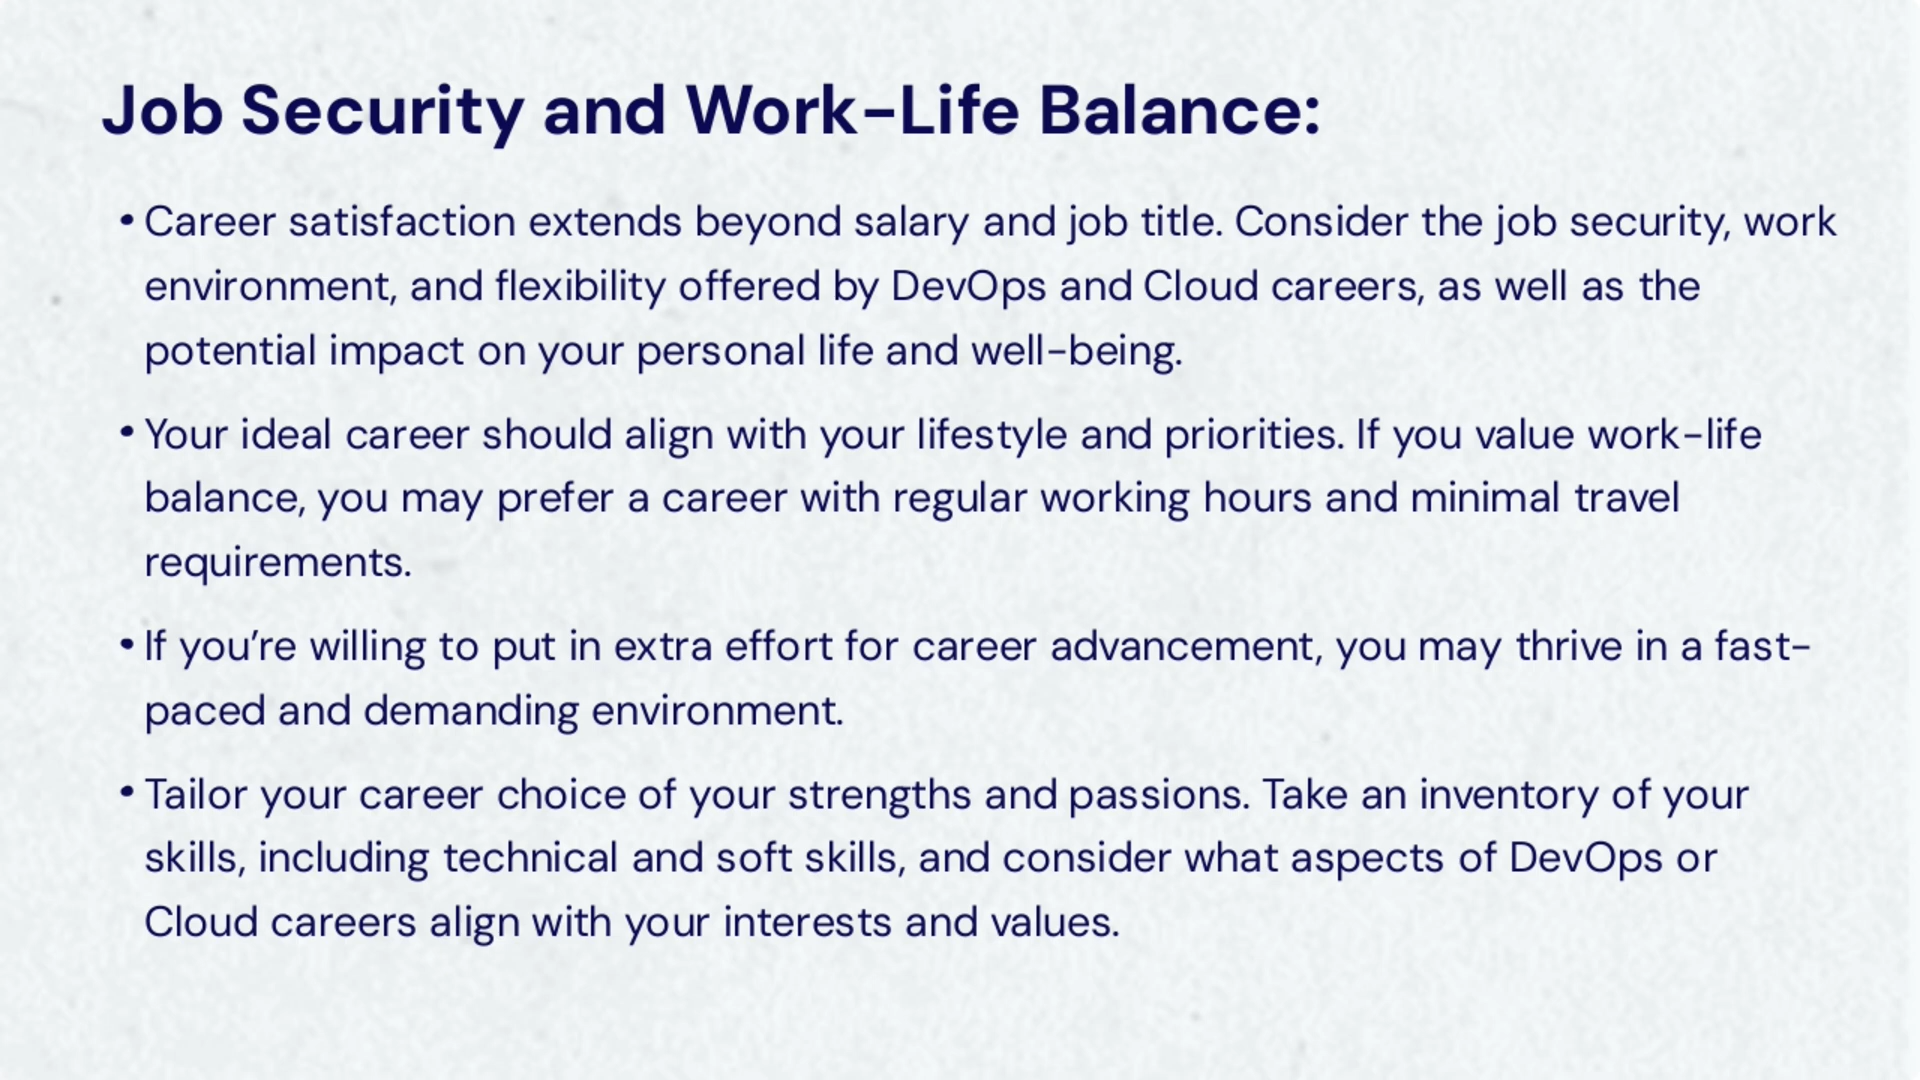 Job Security and Work-Life Balance:
• Career satisfaction extends beyond salary and job title. Consider the job security, work
environment, and flexibility offered by DevOps and Cloud careers, as well as the
potential impact on your personal life and well-being.
• Your ideal career should align with your lifestyle and priorities. If you value work-life
balance, you may prefer a career with regular working hours and minimal travel
requirements.
• If you’re willing to put in extra effort for career advancement, you may thrive in a fast-
paced and demanding environment.
• Tailor your career choice of your strengths and passions. Take an inventory of your
skills, including technical and soft skills, and consider what aspects of DevOps or
Cloud careers align with your interests and values.